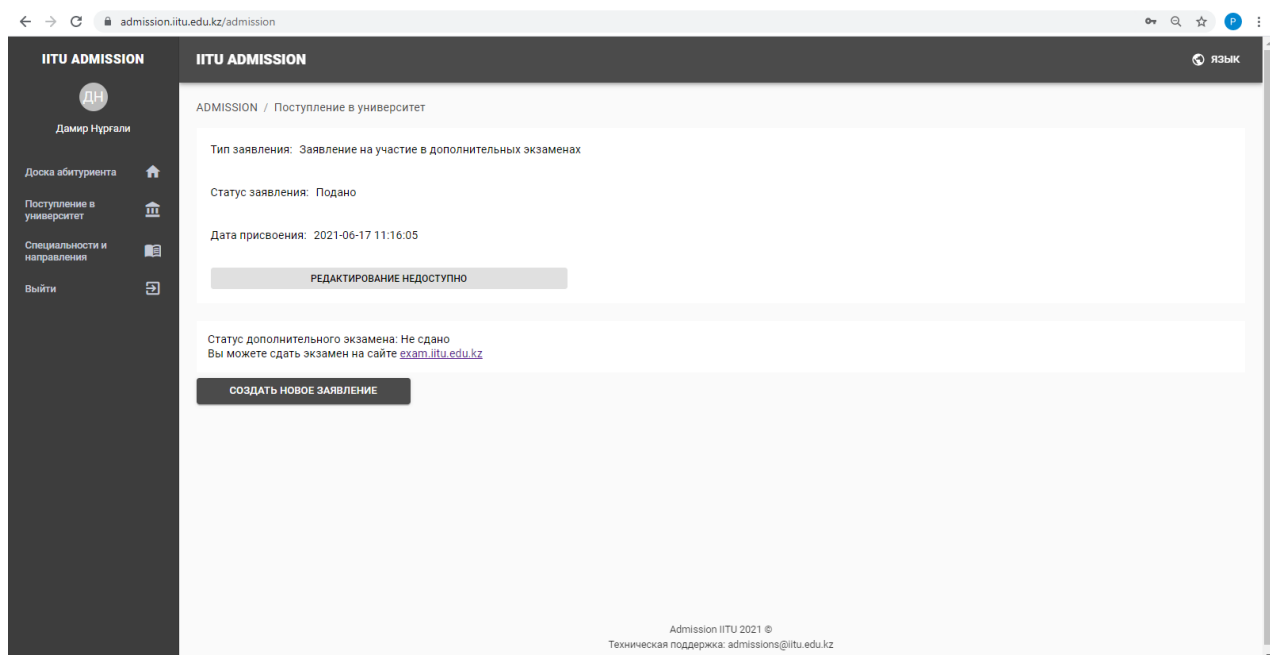 admission.iitu.edu.kz/admission
P
IITU ADMISSION
IITU ADMISSION
ЯЗЫК
ДН
Дамир Нұрғали
ADMISSION / Поступление в университет
Доска абитуриента
Поступление в
университет
Специальности и
направления
Выйти
Тип заявления: Заявление на участие в дополнительных экзаменах
Статус заявления: Подано
Дата присвоения: 2021-06-17 11:16:05
РЕДАКТИРОВАНИЕ НЕДОСТУПНО
Статус дополнительного экзамена: Не сдано
Вы можете сдать экзамен на сайте exam.iitu.edu.kz
СОЗДАТЬ НОВОЕ ЗАЯВЛЕНИЕ
Admission IITU 2021 ©
Техническая поддержка: admissions@iitu.edu.kz